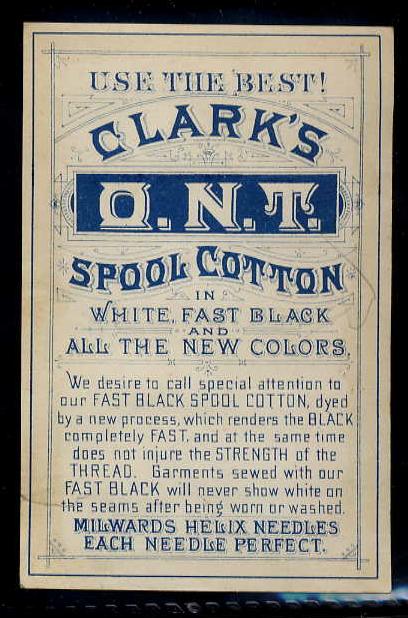 USE THE BEST!
CLARK'S
O.N.T.
SPOOL COTTON
IN
WHITE, FAST BLACK
AND
ALL THE NEW COLORS.
We desire to call special attention to
our FAST BLACK SPOOL COTTON, dyed
by a new process, which renders the BLACK
completely FAST, and at the same time
does not injure the STRENGTH of the
THREAD. Garments sewed with our
FAST BLACK will never show white on
the seams after being worn or washed.
MILWARDS HELIX NEEDLES
EACH NEEDLE PERFECT.